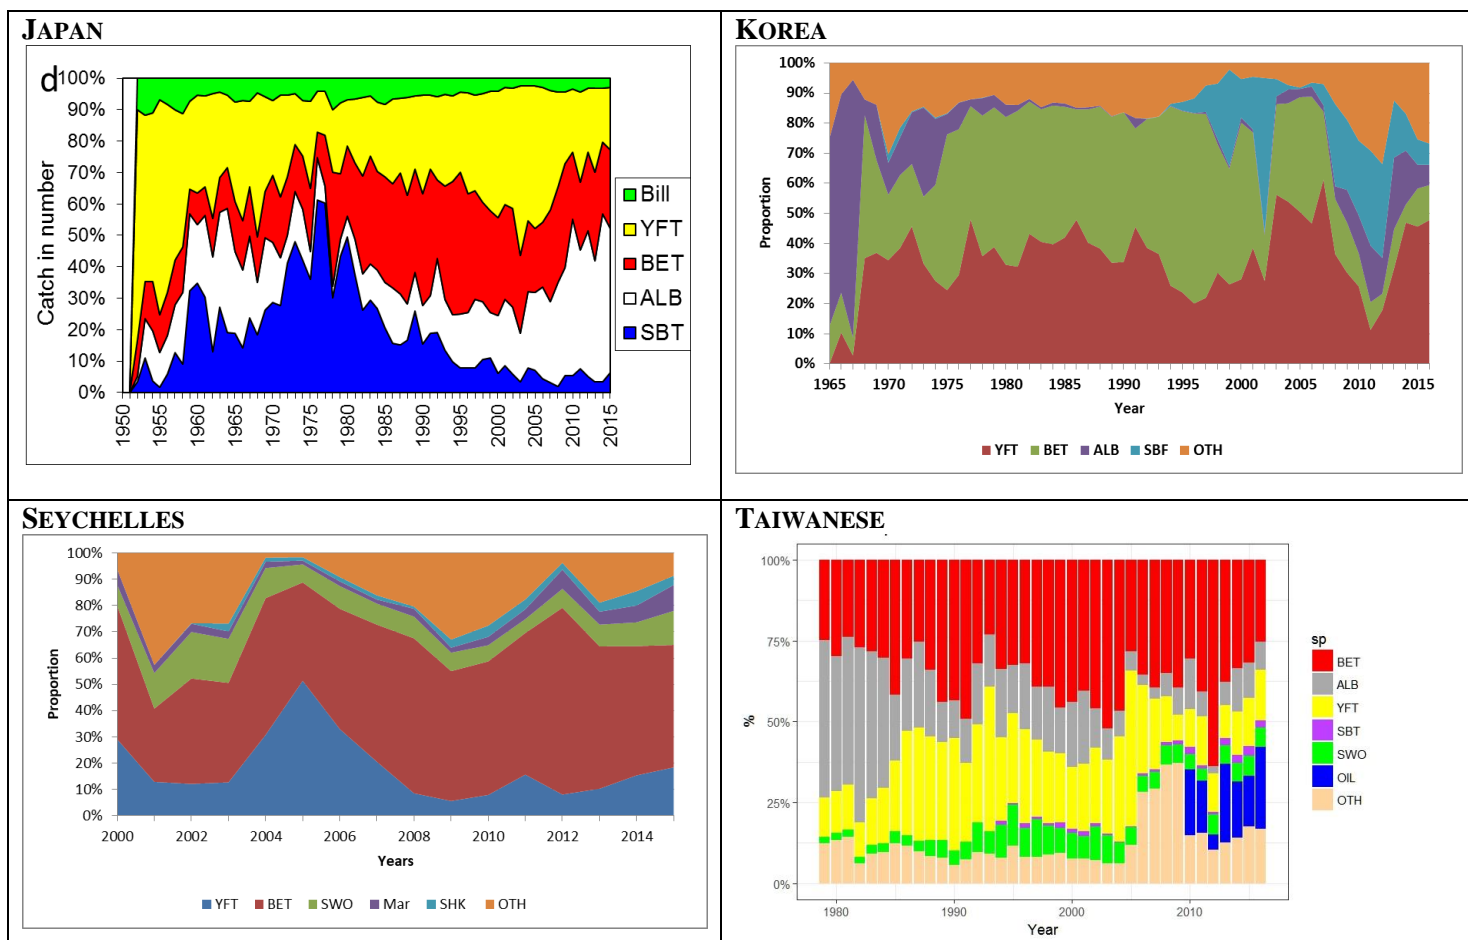 JAPAN
d
100%
90%
80%
70%
60%
50%
40%
30%
20%
10%
0%
Catch in number
1950
1955
1960
1965
1970
1975
1980
1985
1990
1995
2000
2005
2010
2015
Bill
YFT
BET
ALB
SBT
KOREA
100%
90%
80%
70%
60%
50%
40%
30%
20%
10%
0%
Proportion
1965 1970 1975 1980 1985 1990 1995 2000 2005 2010 2015
Year
YFT BET ALB SBF OTH
SEYCHELLES
100%
90%
80%
70%
60%
50%
40%
30%
20%
10%
0%
Proportion
2000 2002 2004 2006 2008 2010 2012 2014
Years
YFT BET SWO Mar SHK OTH
TAIWANESE
100%
75%
50%
25%
0%
%
1980 1990 2000 2010
Year
sp
BET
ALB
YFT
SBT
SWO
OIL
OTH